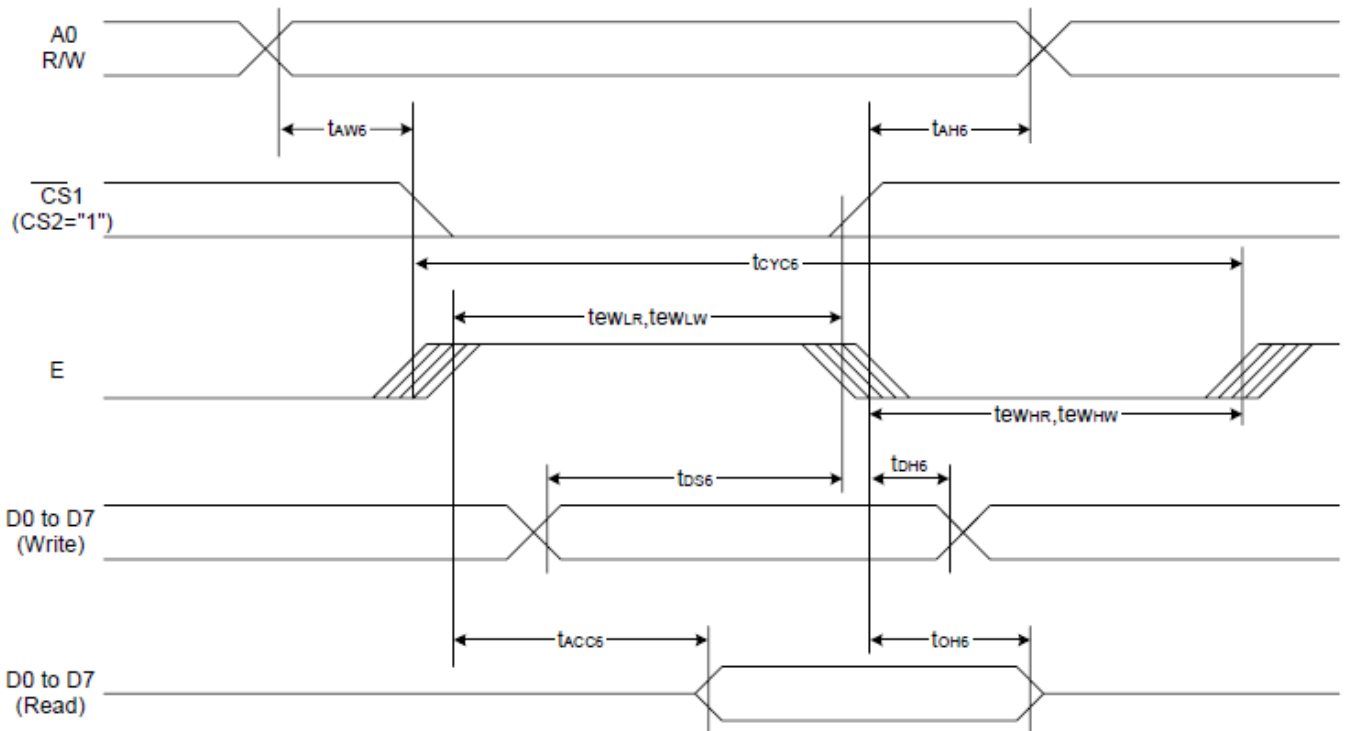 A0
R/W
tAW6
tAH6
CS1
(CS2="1")
tCYC6
tewLR,tewLW
E
tewHR,tewHW
tDS6
tDH6
D0 to D7
(Write)
tACC6
tOH6
D0 to D7
(Read)